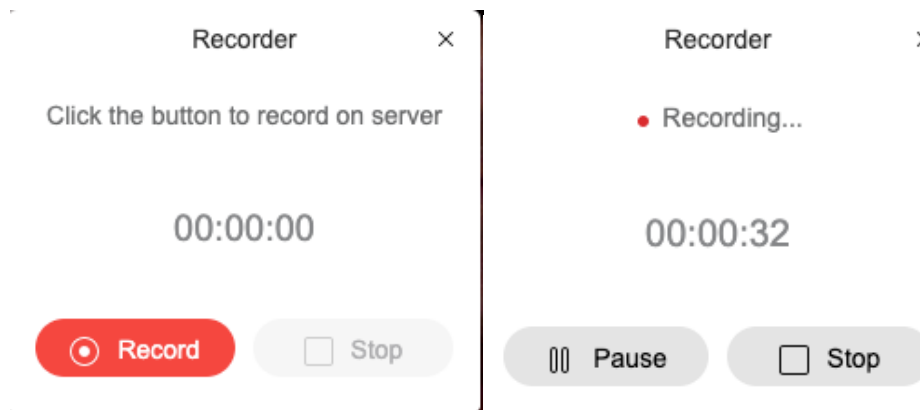 Recorder
Click the button to record on server
00:00:00
Record
Stop
Recorder
Recording...
00:00:32
Pause
Stop